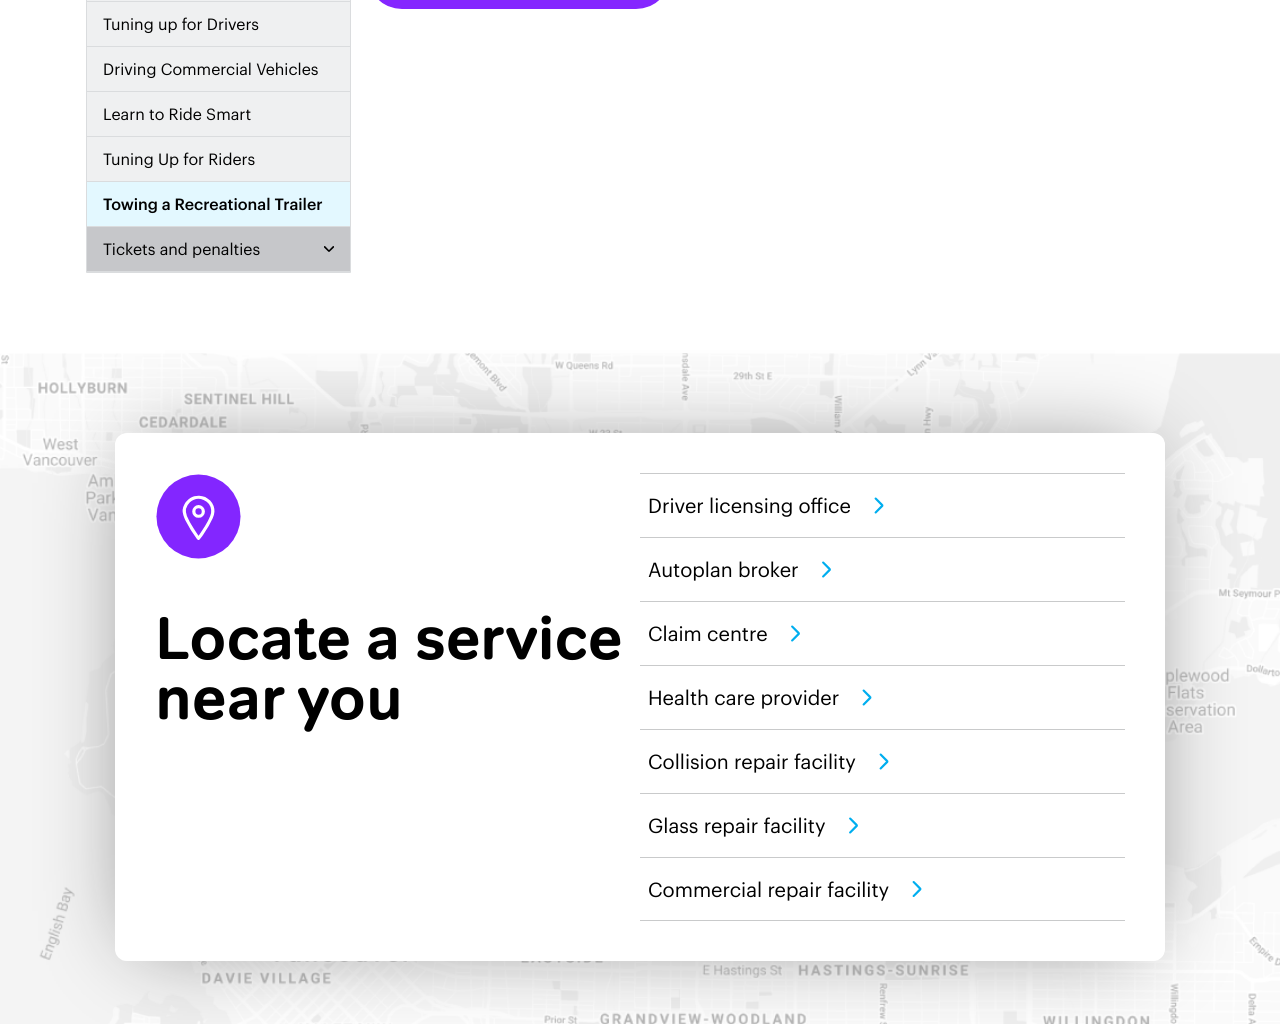 Tuning up for Drivers
Driving Commercial Vehicles
Learn to Ride Smart
Tuning Up for Riders
Towing a Recreational Trailer
Tickets and penalties
W Queens Rd
29th St E
HOLLYBURN
SENTINEL HILL
CEDARDALE
West
Vancouver
Locate a service
near you
Driver licensing office
Autoplan broker
Claim centre
Health care provider
Collision repair facility
Glass repair facility
Commercial repair facility
Mt Seymour P
plewood
Flats
servation
Area
English Bay
DAVIE VILLAGE
E Hastings St
HASTINGS-SUNRISE
Prior St
GRANDVIEW-WOODLAND
WILLINGDON